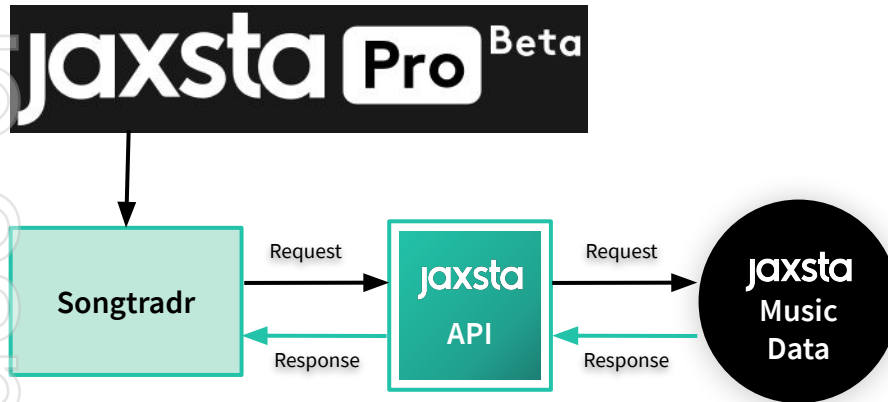 jaxsta Pro Beta
Request
Request
Songtradr
jaxsta
API
jaxsta
Music
Data
Response
Response